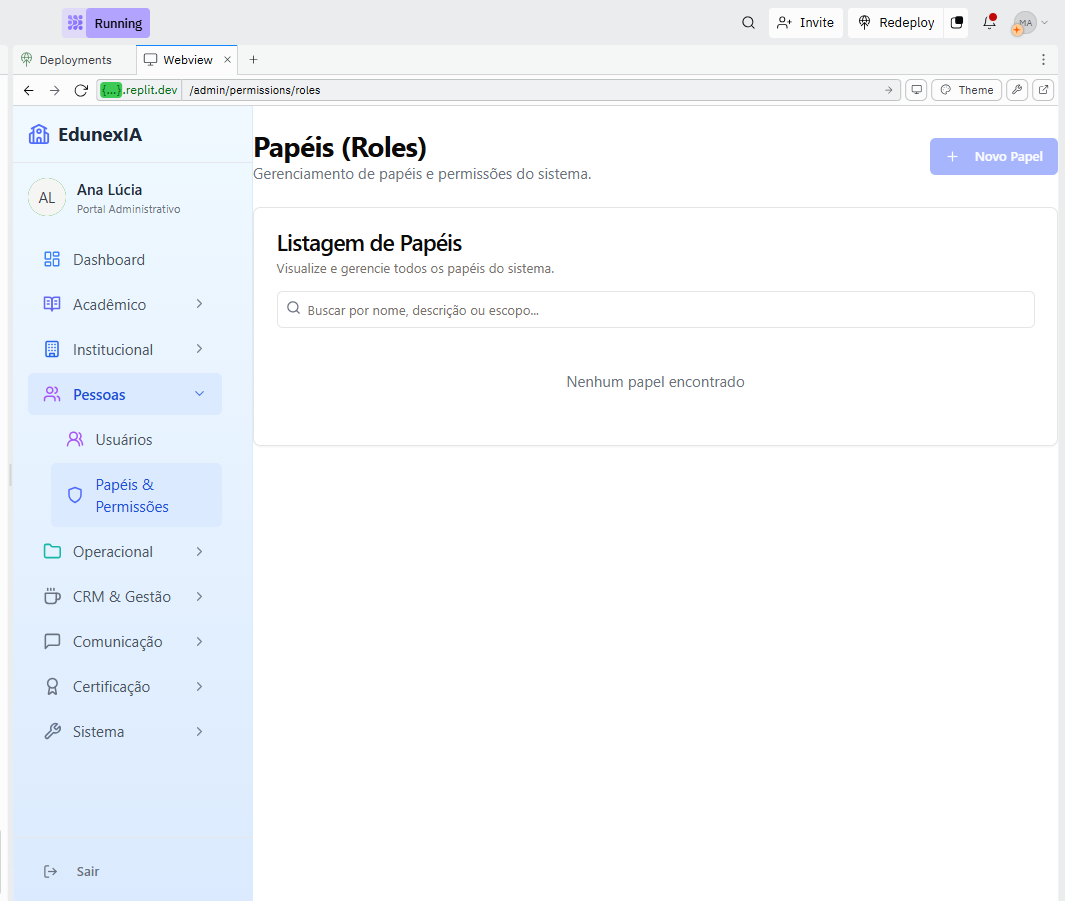 Running
Invite
Redeploy
MA
Deployments
Webview
{...}.replit.dev
/admin/permissions/roles
Theme
EdunexIA
AL
Ana Lúcia
Portal Administrativo
Dashboard
Acadêmico
Institucional
Pessoas
Usuários
Papéis &
Permissões
Operacional
CRM & Gestão
Comunicação
Certificação
Sistema
Sair
Papéis (Roles)
Gerenciamento de papéis e permissões do sistema.
Novo Papel
Listagem de Papéis
Visualize e gerencie todos os papéis do sistema.
Buscar por nome, descrição ou escopo...
Nenhum papel encontrado